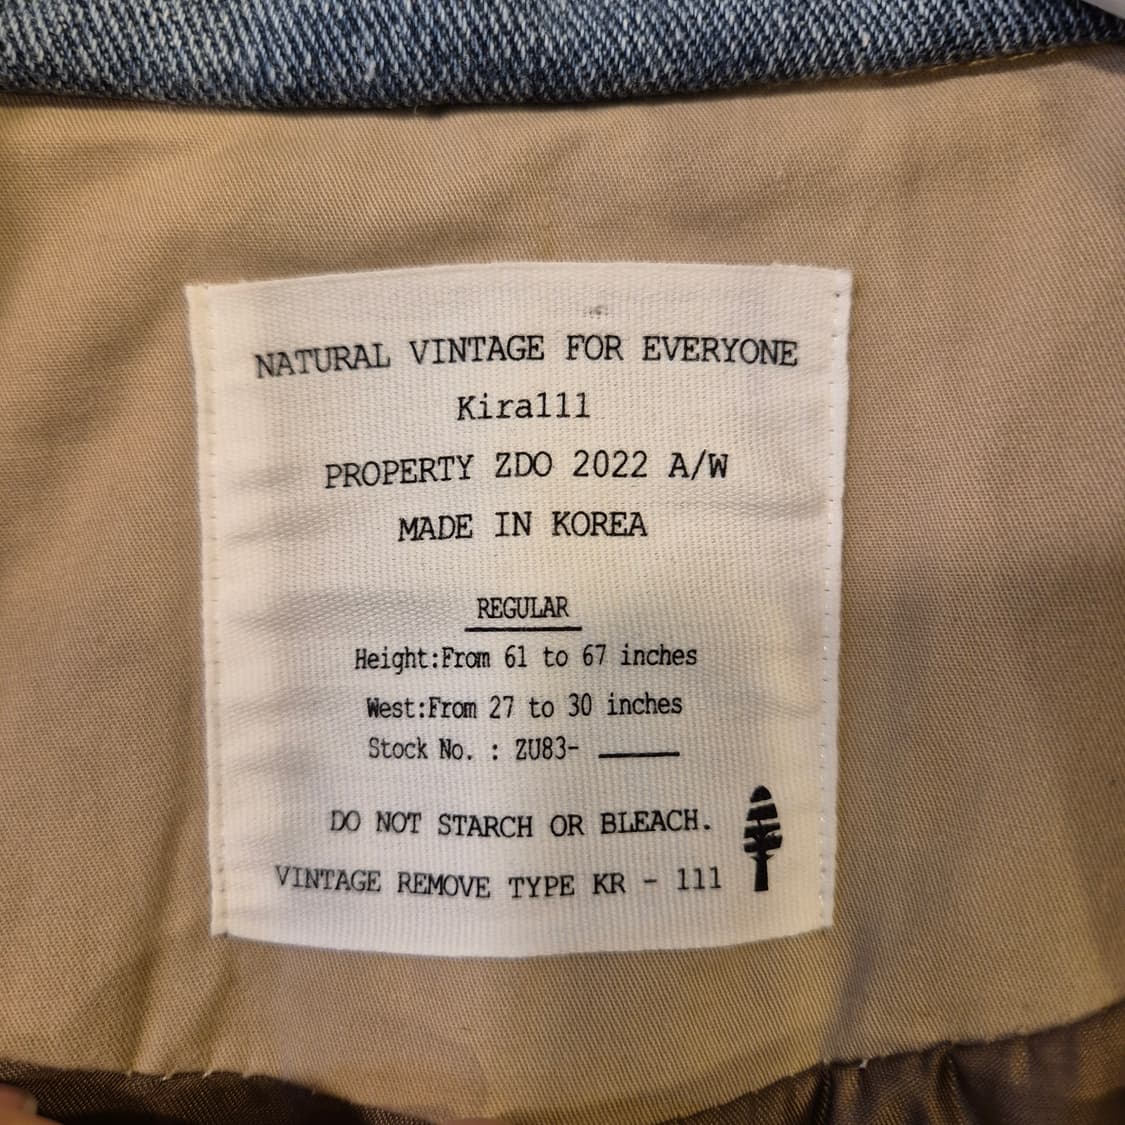 NATURAL VINTAGE FOR EVERYONE
Kira111
PROPERTY ZDO 2022 A/W
MADE IN KOREA
REGULAR
Height:From 61 to 67 inches
West:From 27 to 30 inches
Stock No. : ZU83-
DO NOT STARCH OR BLEACH.
VINTAGE REMOVE TYPE KR - 111